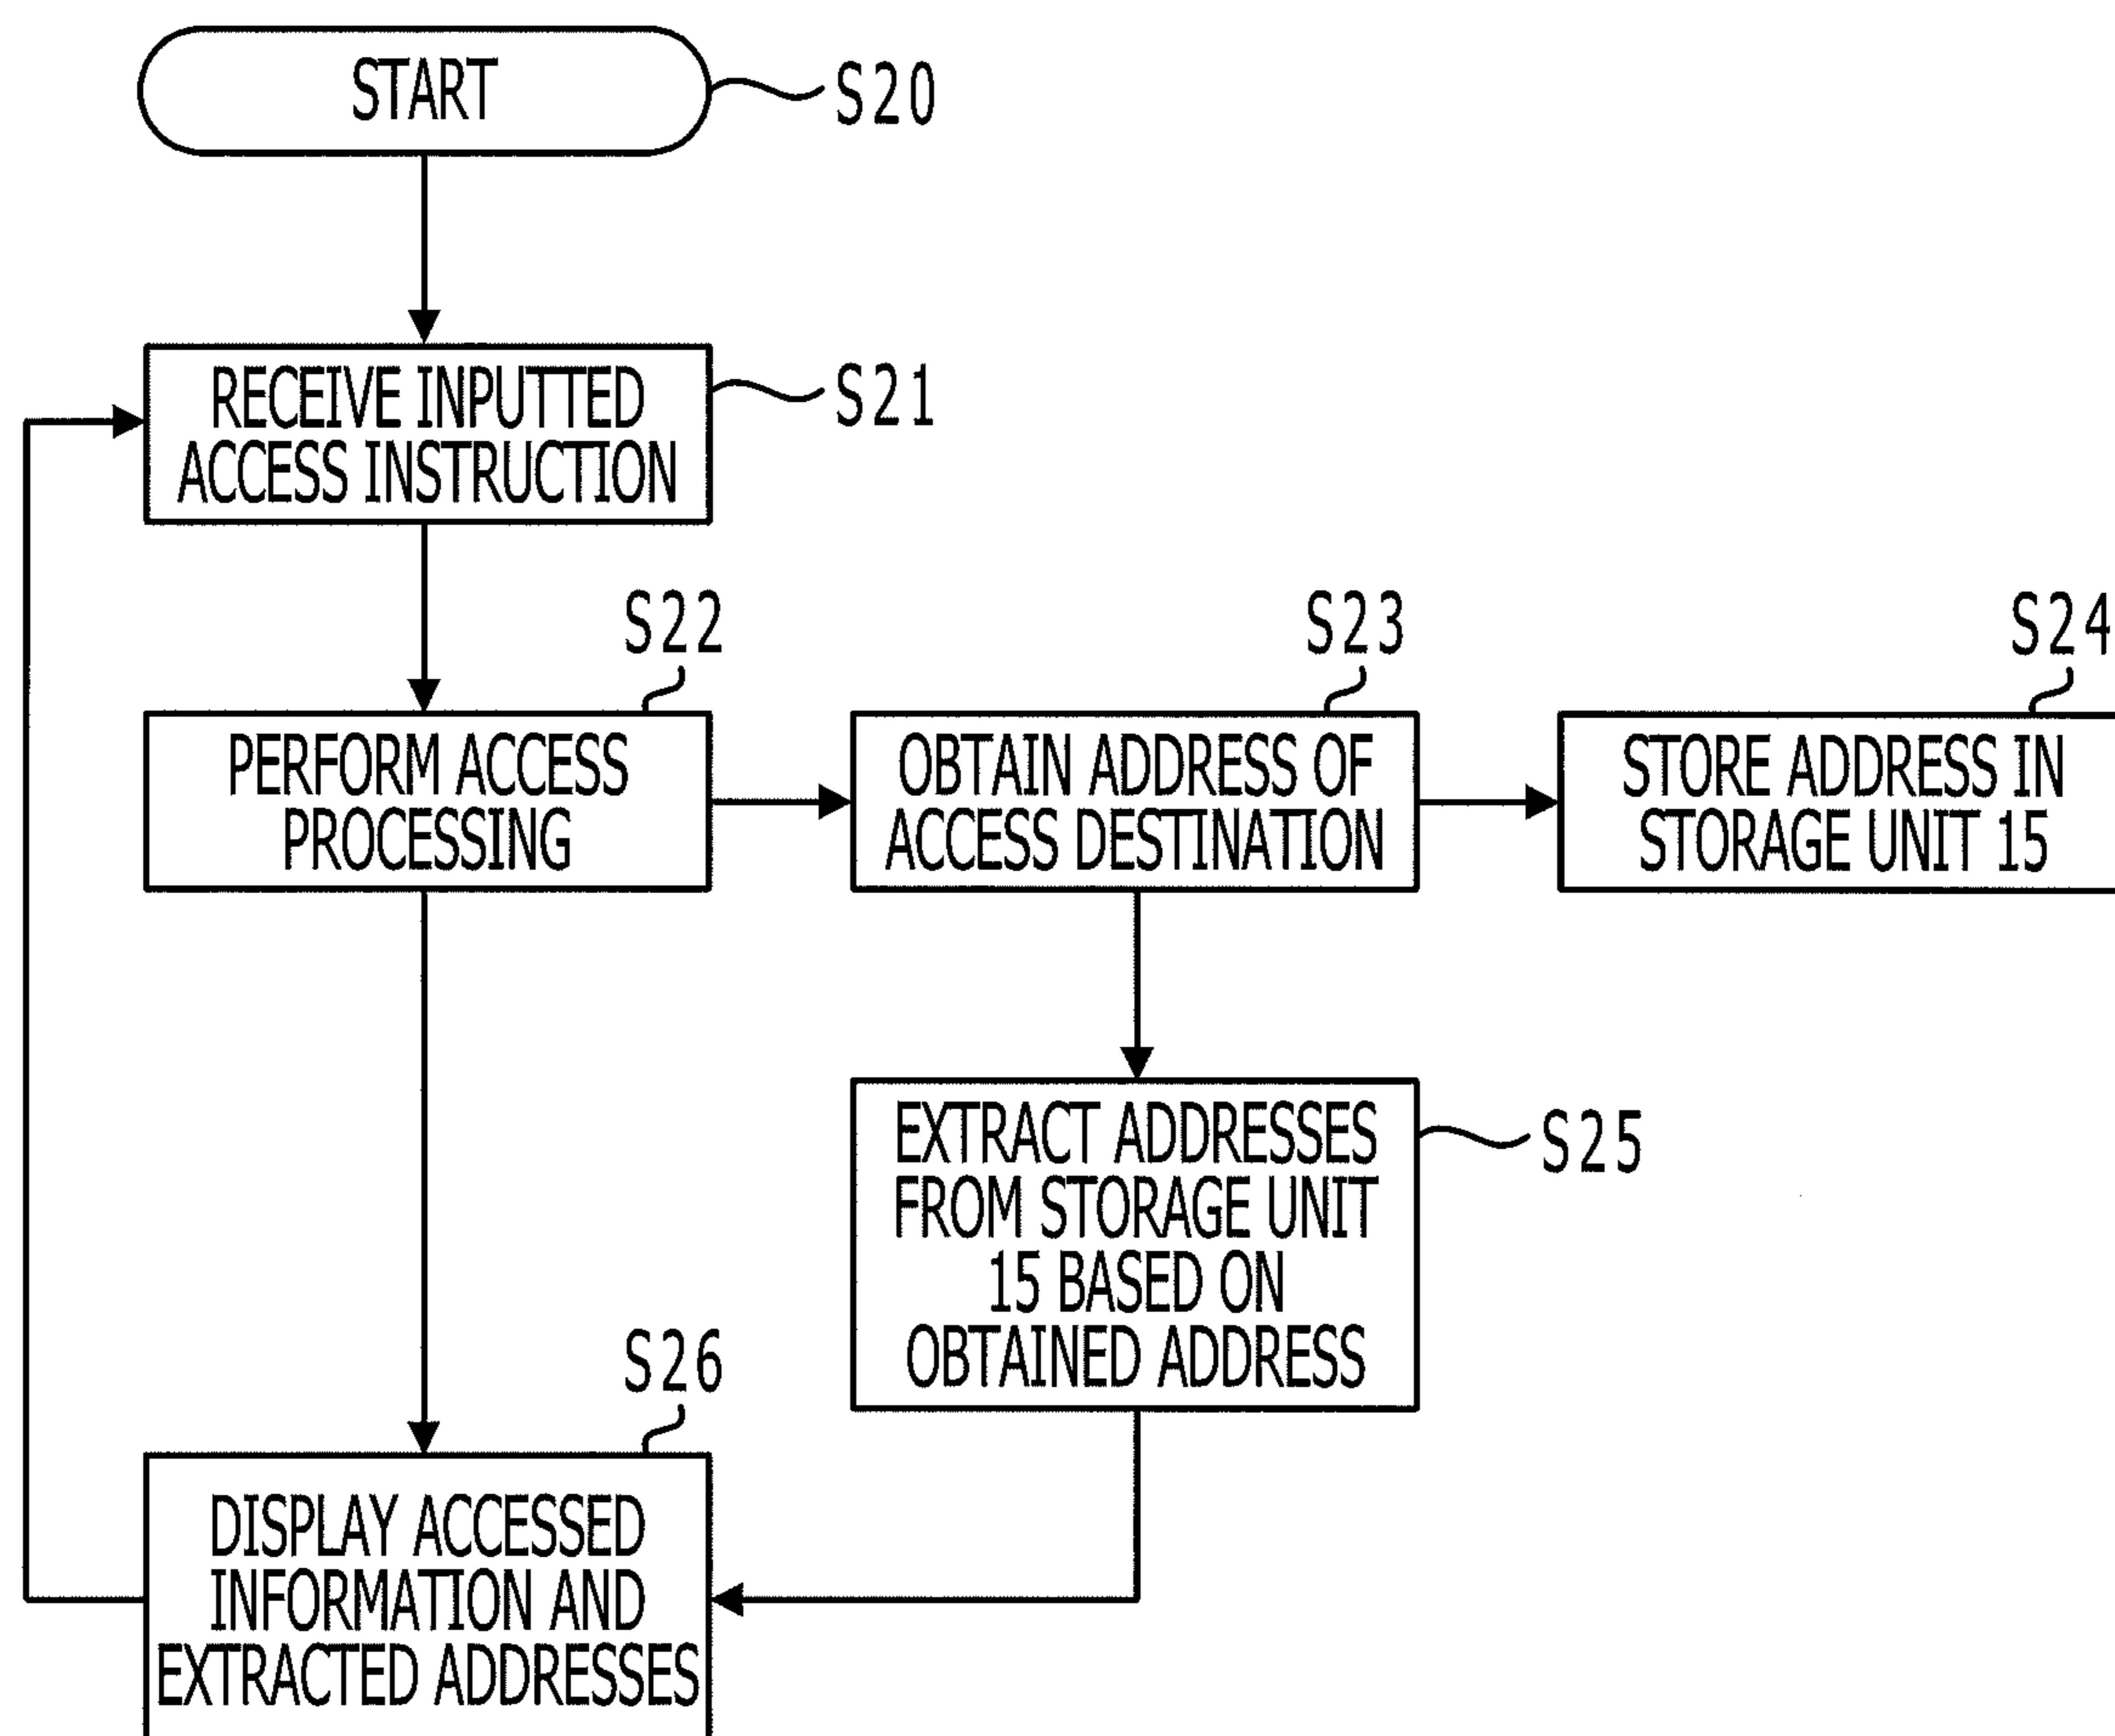 START
S20
RECEIVE INPUTTED
ACCESS INSTRUCTION
S21
S22
S23
S24
PERFORM ACCESS
PROCESSING
OBTAIN ADDRESS OF
ACCESS DESTINATION
STORE ADDRESS IN
STORAGE UNIT 15
EXTRACT ADDRESSES
FROM STORAGE UNIT
15 BASED ON
OBTAINED ADDRESS
S25
S26
DISPLAY ACCESSED
INFORMATION AND
EXTRACTED ADDRESSES